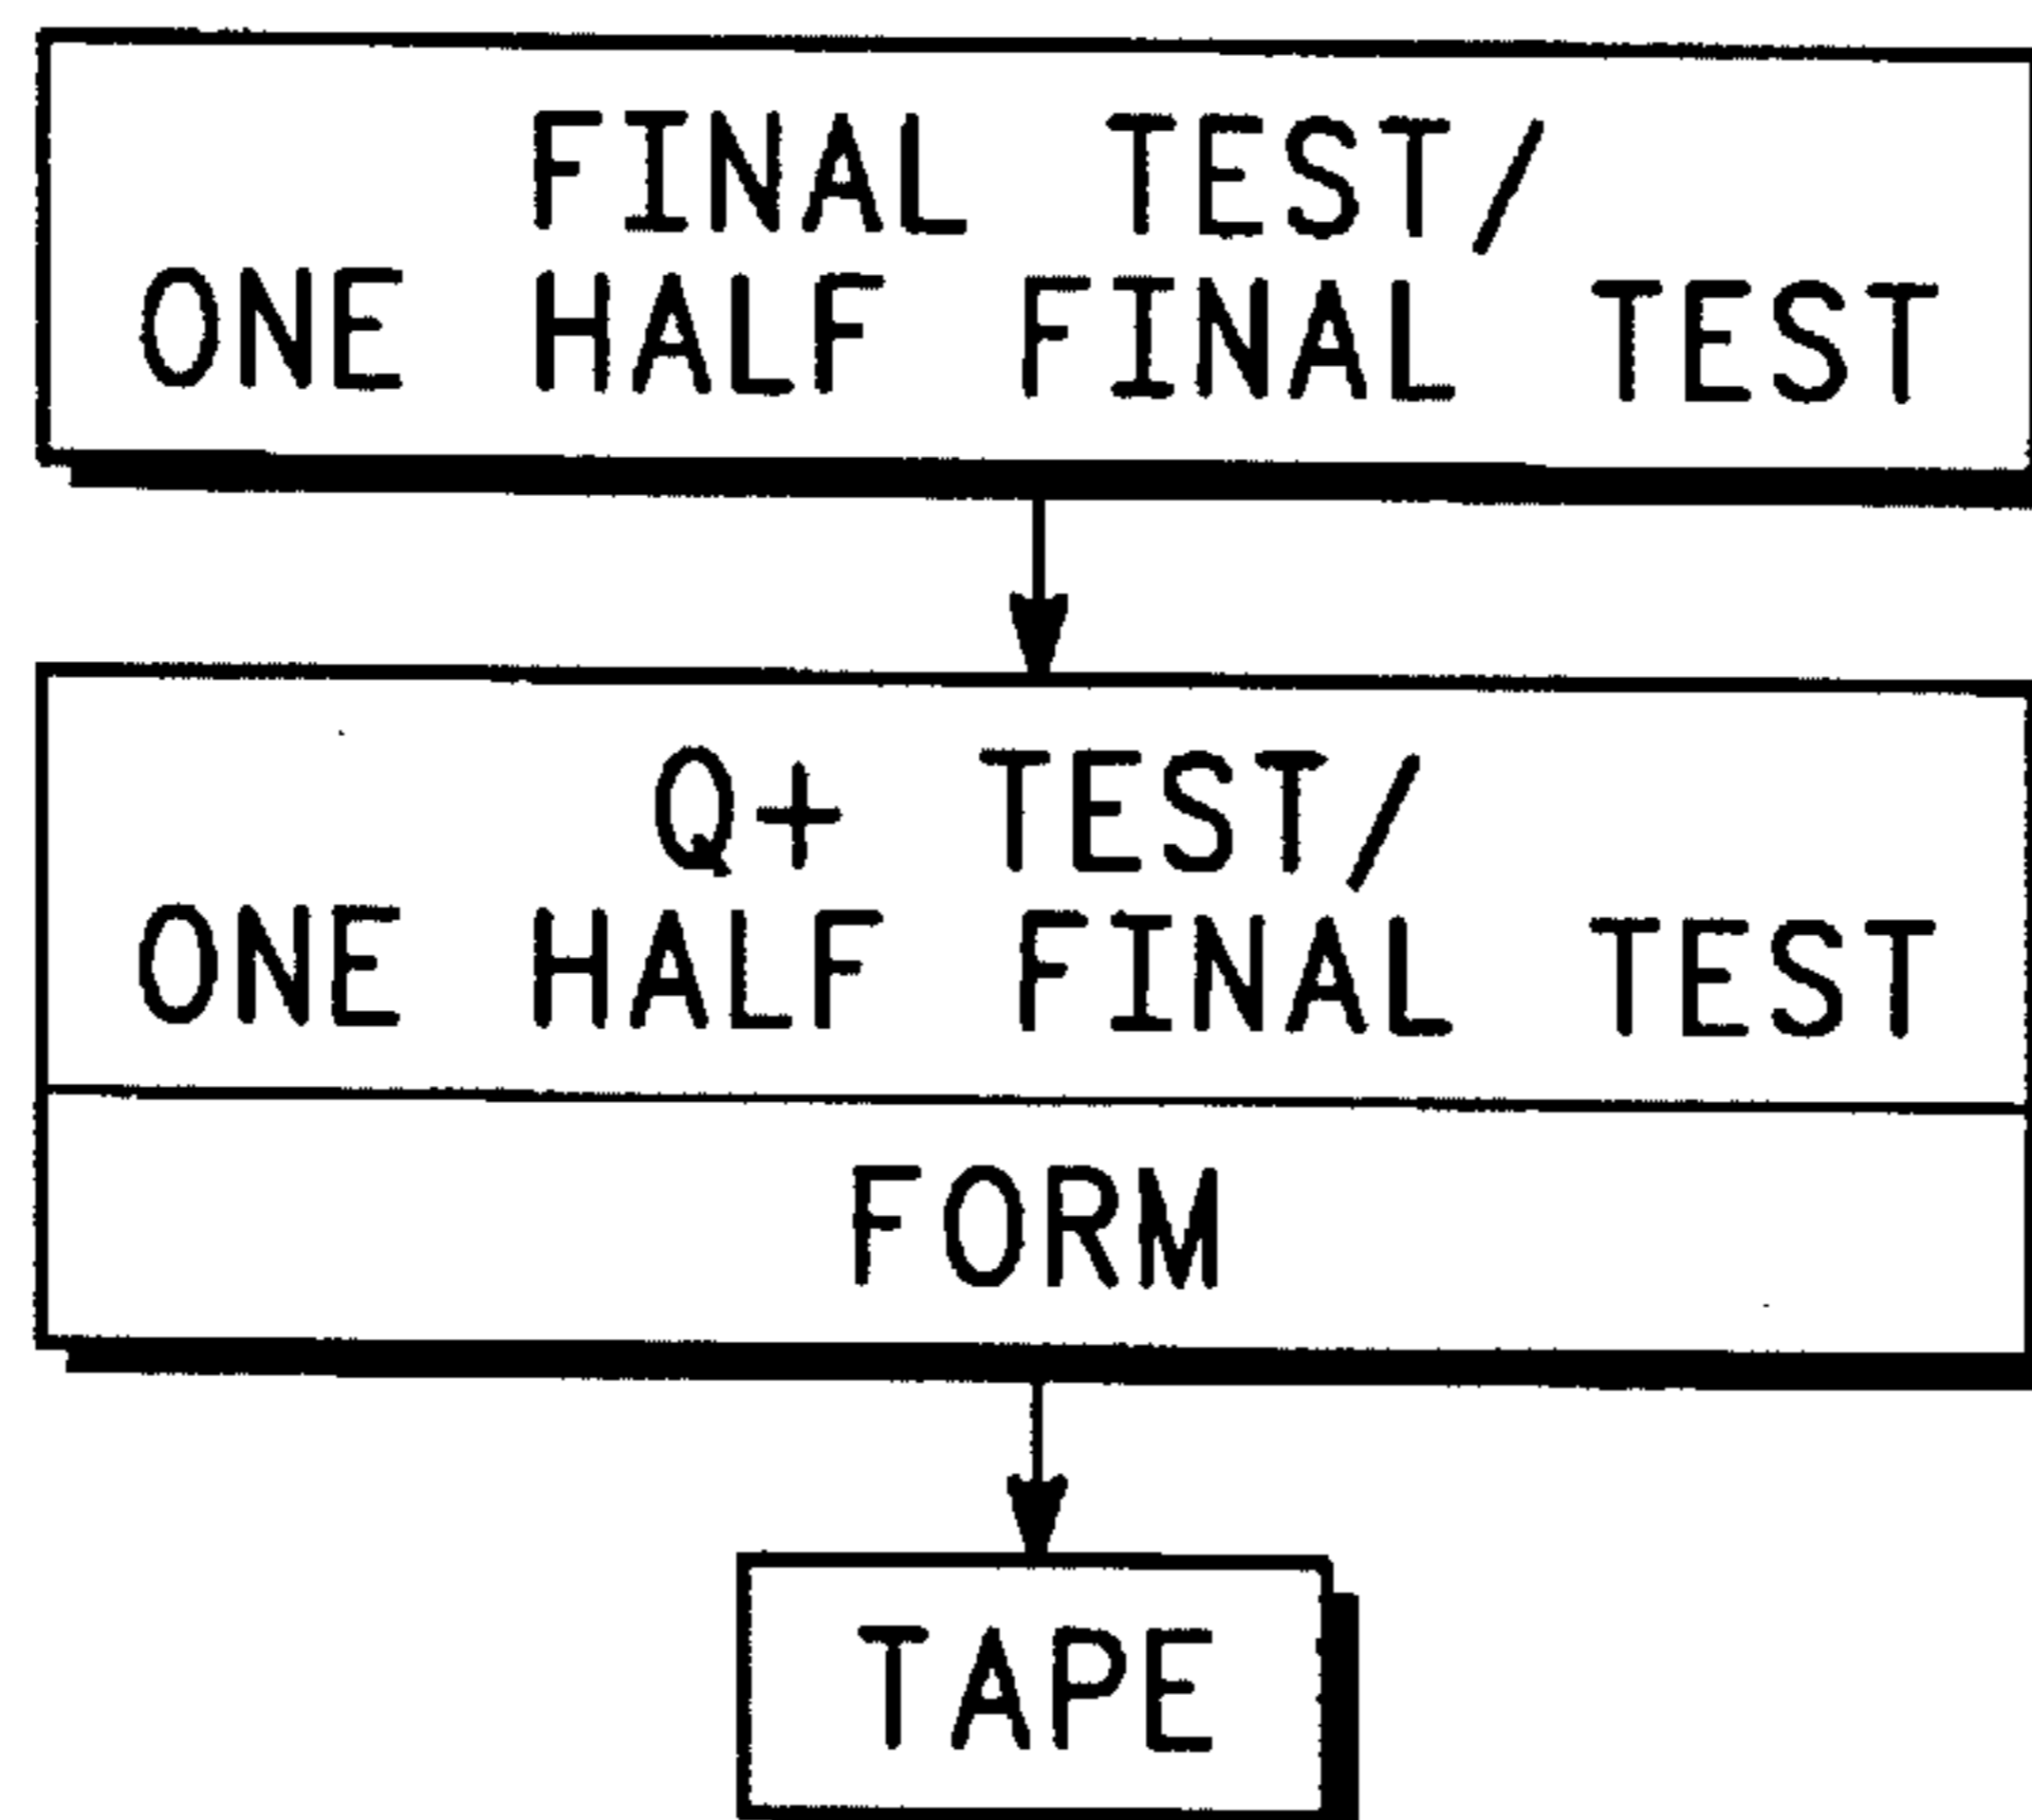 FINAL TEST/
ONE HALF FINAL TEST
Q+ TEST/
ONE HALF FINAL TEST
FORM
TAPE